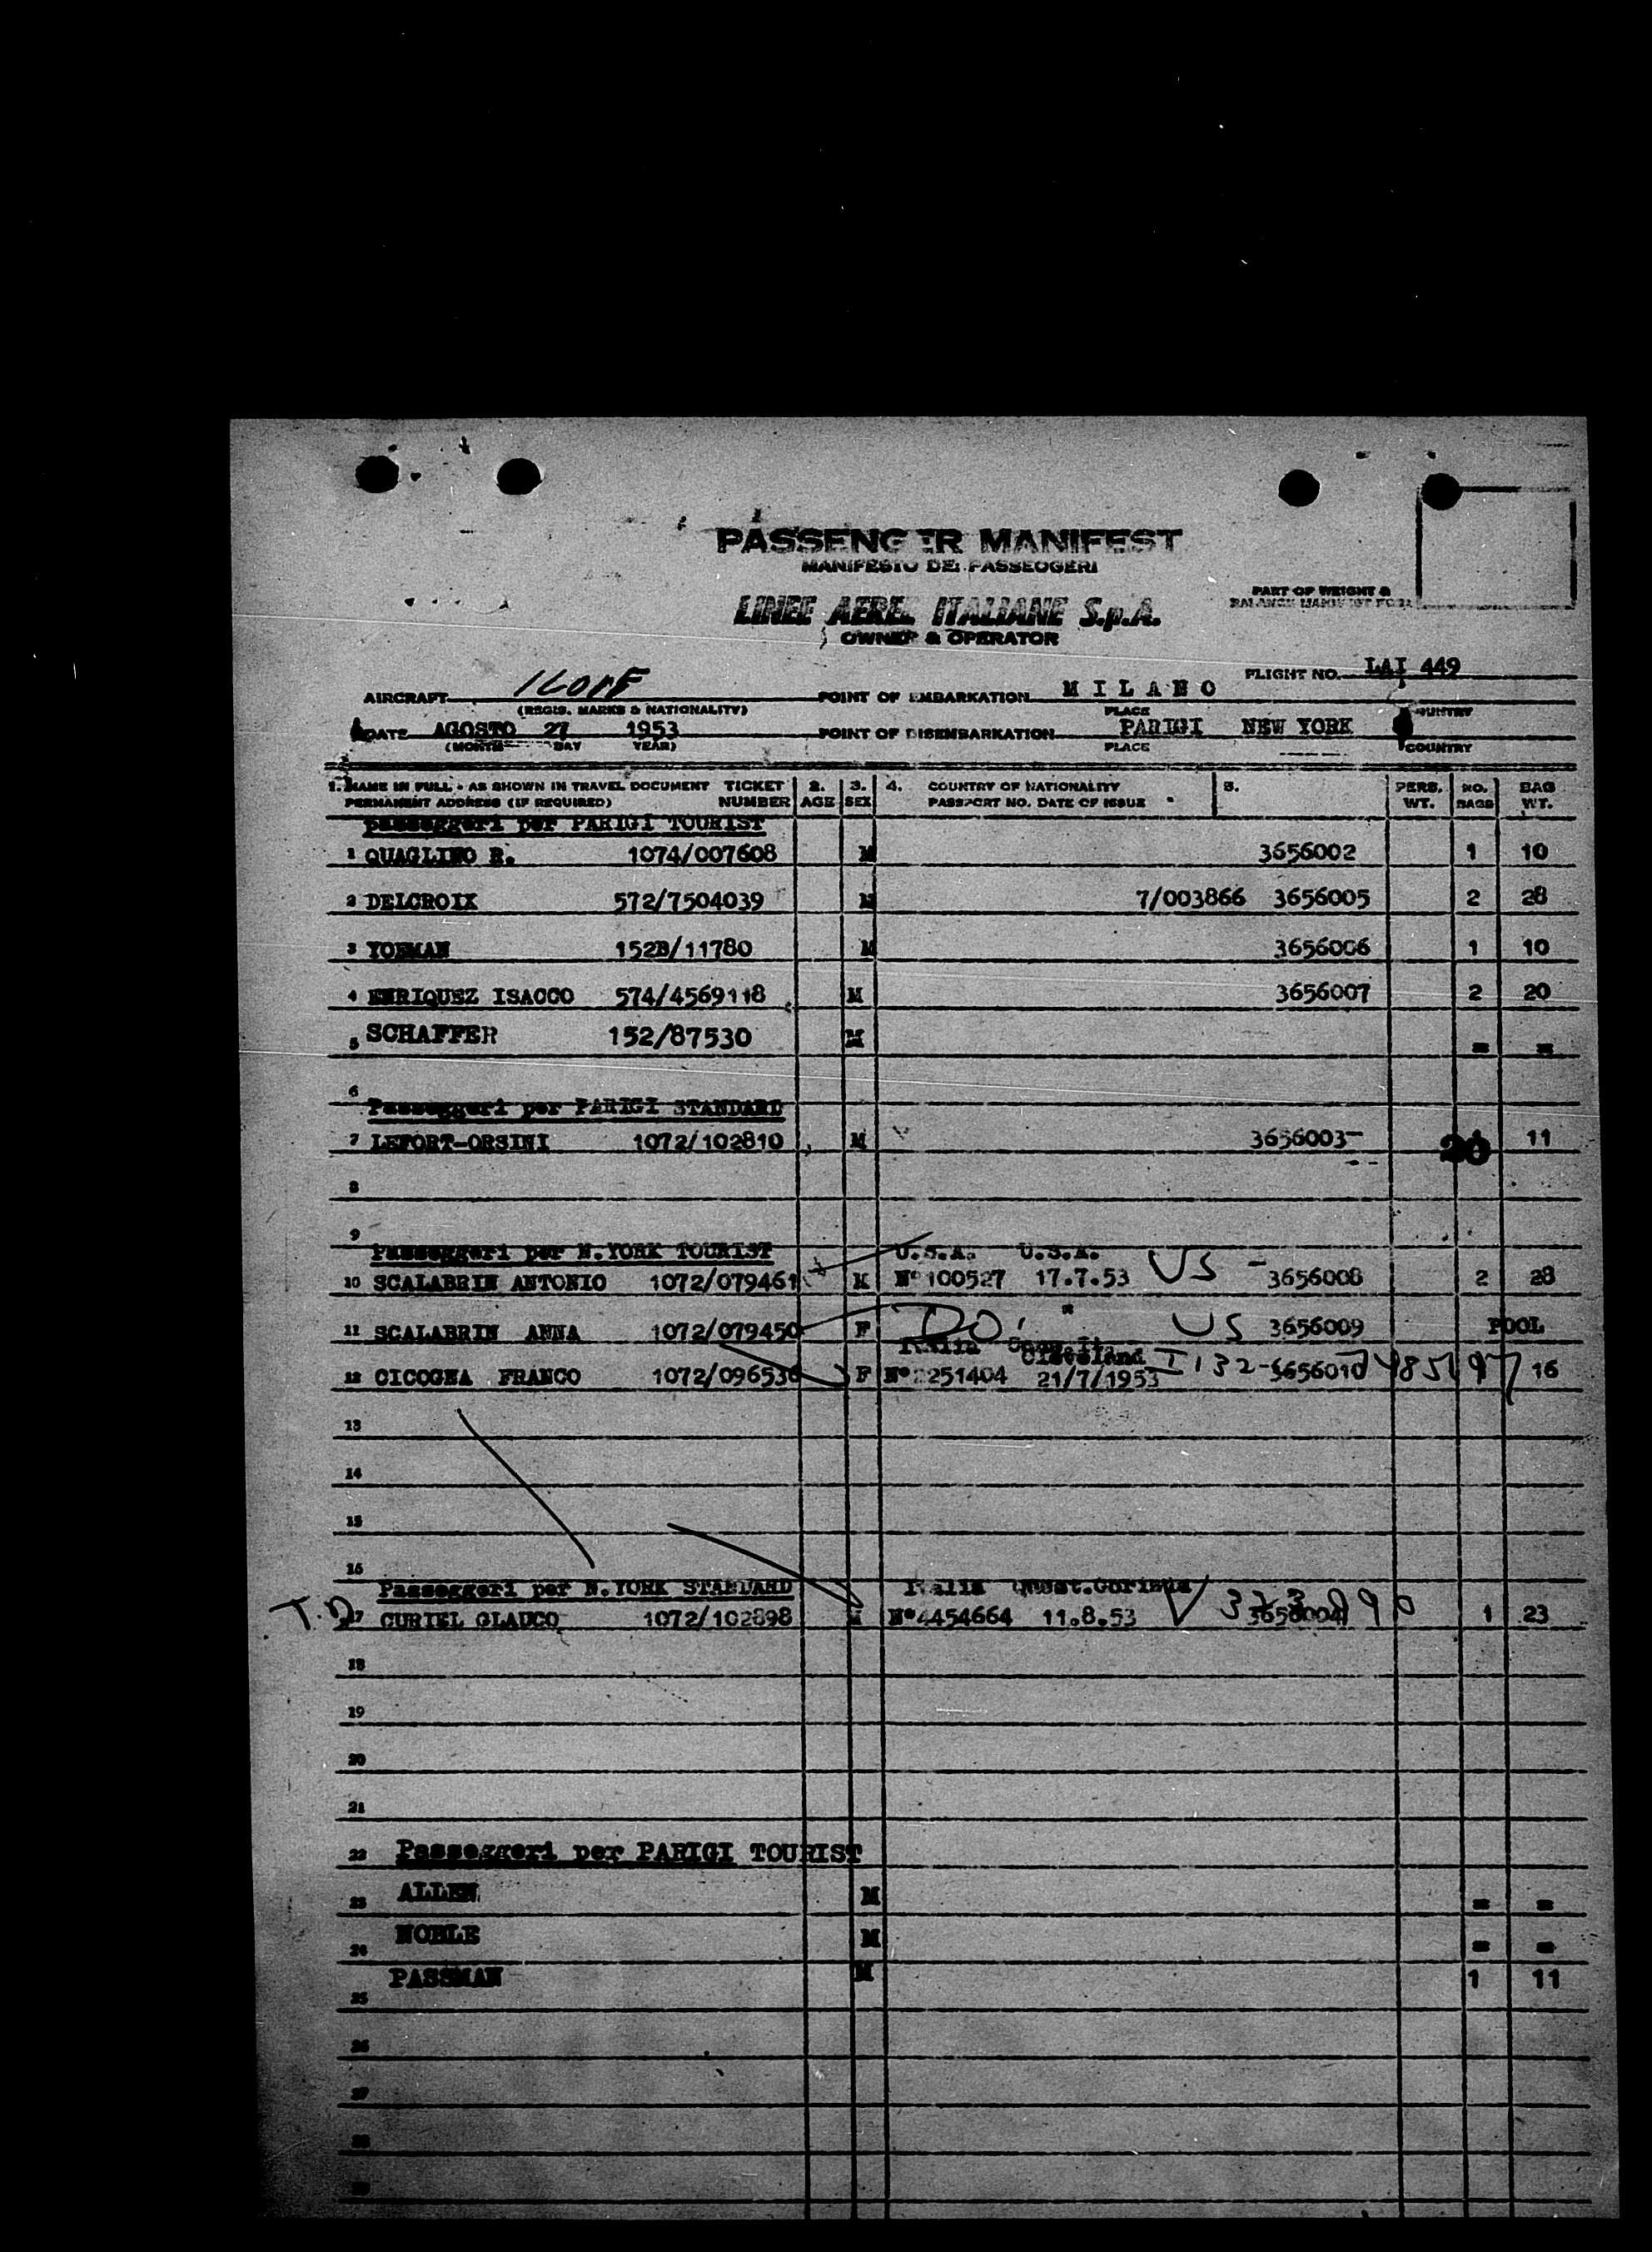 PASSENGER MANIFEST
MANIFESTO DEI PASSEGGERI
LINEE AEREE ITALIANE S.p.A.
OWNER & OPERATOR
PART OF WEIGHT &
FLIGHT NO. LAI 449
AIRCRAFT POINT OF EMBARKATION MILANO
(REGIS. MARKS & NATIONALITY) PLACE COUNTRY
DATE AGOSTO 27 1953 POINT OF DISEMBARKATION PARIGI NEW YORK
(MONTH DAY YEAR) PLACE COUNTRY
1. NAME IN FULL - AS SHOWN IN TRAVEL DOCUMENT TICKET 2. 3. 4. COUNTRY OF NATIONALITY 5. PERS. NO. BAG
PERMANENT ADDRESS (IF REQUIRED) NUMBER AGE SEX PASSPORT NO. DATE OF ISSUE WT. BAGS WT.
passeggeri per PARIGI TOURIST
1 QUAGLINO R. 1074/007608 M 3656002 1 10
2 DELCROIX 572/7504039 M 7/003866 3656005 2 28
3 YOEMAN 152B/11780 M 3656006 1 10
4 ENRIQUEZ ISACCO 574/4569118 M 3656007 2 20
5 SCHAFFER 152/87530 M = =
6
Passeggeri per PARIGI STANDARD
7 LEFORT-ORSINI 1072/102810 M 3656003 11
8
9
Passeggeri per N.YORK TOURIST U.S.A. U.S.A.
10 SCALABRIN ANTONIO 1072/079461 M N° 100527 17.7.53 US - 3656008 2 28
11 SCALABRIN ANNA 1072/079450 F DO " US 3656009 POOL
Italia Cleveland
12 CICOGNA FRANCO 1072/096536 F N° 2251404 21/7/1953 3656010 16
13
14
15
16
Passeggeri per N.YORK STANDARD Italia
T.D 17 CURIEL GLAUCO 1072/102898 M N°4454664 11.8.53 3656004 1 23
18
19
20
21
22 Passeggeri per PARIGI TOURIST
23 ALLEN M = =
24 NOBLE M = =
25 PASSMAN M 1 11
26
27
28
29